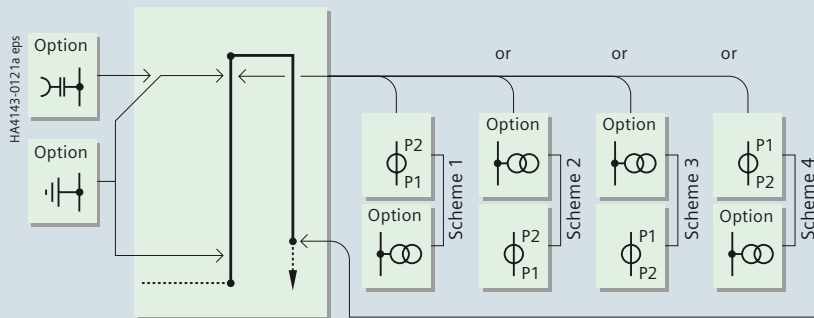 HA4143-0121a eps
Option
Option
or
or
or
P2
P1
Option
Scheme 1
Option
P2
P1
Scheme 2
Option
P1
P2
Scheme 3
P1
P2
Option
Scheme 4